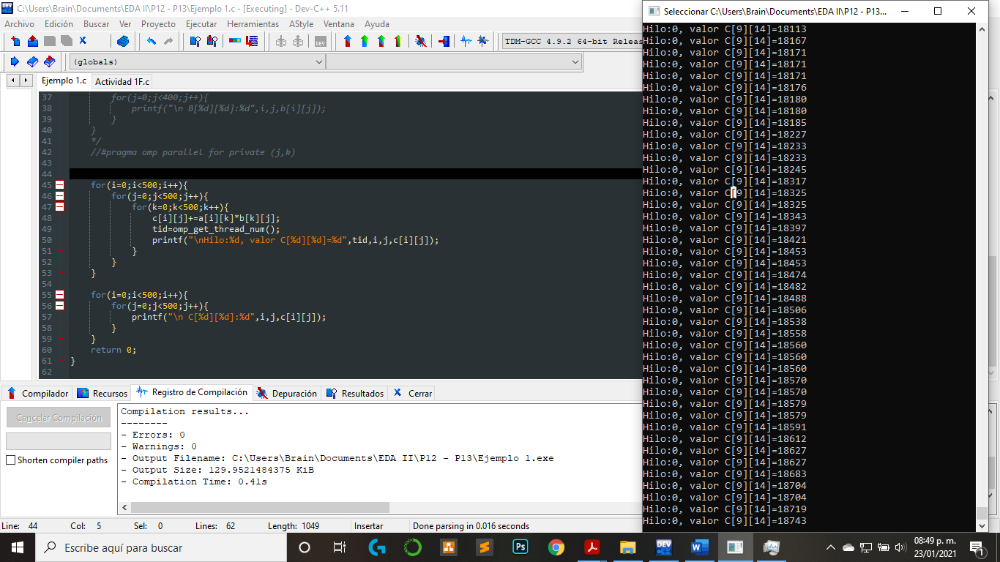 C:\Users\Brain\Documents\EDA II\P12 - P13\Ejemplo 1.c - [Executing] - Dev-C++ 5.11
Archivo Edición Buscar Ver Proyecto Ejecutar Herramientas AStyle Ventana Ayuda
TDM-GCC 4.9.2 64-bit Releas
(globals)
Ejemplo 1.c Actividad 1F.c
37 for(j=0;j<400;j++){
38 printf("\n B[%d][%d]:%d",i,j,b[i][j]);
39 }
40 }
41 */
42 //#pragma omp parallel for private (j,k)
43
44
45 for(i=0;i<500;i++){
46 for(j=0;j<500;j++){
47 for(k=0;k<500;k++){
48 c[i][j]+=a[i][k]*b[k][j];
49 tid=omp_get_thread_num();
50 printf("\nHilo:%d, valor C[%d][%d]=%d",tid,i,j,c[i][j]);
51 }
52 }
53 }
54
55 for(i=0;i<500;i++){
56 for(j=0;j<500;j++){
57 printf("\n C[%d][%d]:%d",i,j,c[i][j]);
58 }
59 }
60 return 0;
61 }
62
Compilador Recursos Registro de Compilación Depuración Resultados Cerrar
Cancelar Compilación
Shorten compiler paths
Compilation results...
--------
- Errors: 0
- Warnings: 0
- Output Filename: C:\Users\Brain\Documents\EDA II\P12 - P13\Ejemplo 1.exe
- Output Size: 129.9521484375 KiB
- Compilation Time: 0.41s
Line: 44 Col: 5 Sel: 0 Lines: 62 Length: 1049 Insertar Done parsing in 0.016 seconds
Seleccionar C:\Users\Brain\Documents\EDA II\P12 - P13...
Hilo:0, valor C[9][14]=18113
Hilo:0, valor C[9][14]=18167
Hilo:0, valor C[9][14]=18171
Hilo:0, valor C[9][14]=18171
Hilo:0, valor C[9][14]=18171
Hilo:0, valor C[9][14]=18176
Hilo:0, valor C[9][14]=18180
Hilo:0, valor C[9][14]=18180
Hilo:0, valor C[9][14]=18185
Hilo:0, valor C[9][14]=18227
Hilo:0, valor C[9][14]=18233
Hilo:0, valor C[9][14]=18233
Hilo:0, valor C[9][14]=18245
Hilo:0, valor C[9][14]=18317
Hilo:0, valor C[9][14]=18325
Hilo:0, valor C[9][14]=18325
Hilo:0, valor C[9][14]=18343
Hilo:0, valor C[9][14]=18397
Hilo:0, valor C[9][14]=18421
Hilo:0, valor C[9][14]=18453
Hilo:0, valor C[9][14]=18453
Hilo:0, valor C[9][14]=18474
Hilo:0, valor C[9][14]=18482
Hilo:0, valor C[9][14]=18488
Hilo:0, valor C[9][14]=18506
Hilo:0, valor C[9][14]=18538
Hilo:0, valor C[9][14]=18558
Hilo:0, valor C[9][14]=18560
Hilo:0, valor C[9][14]=18560
Hilo:0, valor C[9][14]=18560
Hilo:0, valor C[9][14]=18570
Hilo:0, valor C[9][14]=18570
Hilo:0, valor C[9][14]=18579
Hilo:0, valor C[9][14]=18579
Hilo:0, valor C[9][14]=18591
Hilo:0, valor C[9][14]=18612
Hilo:0, valor C[9][14]=18627
Hilo:0, valor C[9][14]=18627
Hilo:0, valor C[9][14]=18683
Hilo:0, valor C[9][14]=18704
Hilo:0, valor C[9][14]=18704
Hilo:0, valor C[9][14]=18719
Hilo:0, valor C[9][14]=18743
Escribe aquí para buscar
Ps
08:49 p. m.
23/01/2021
1